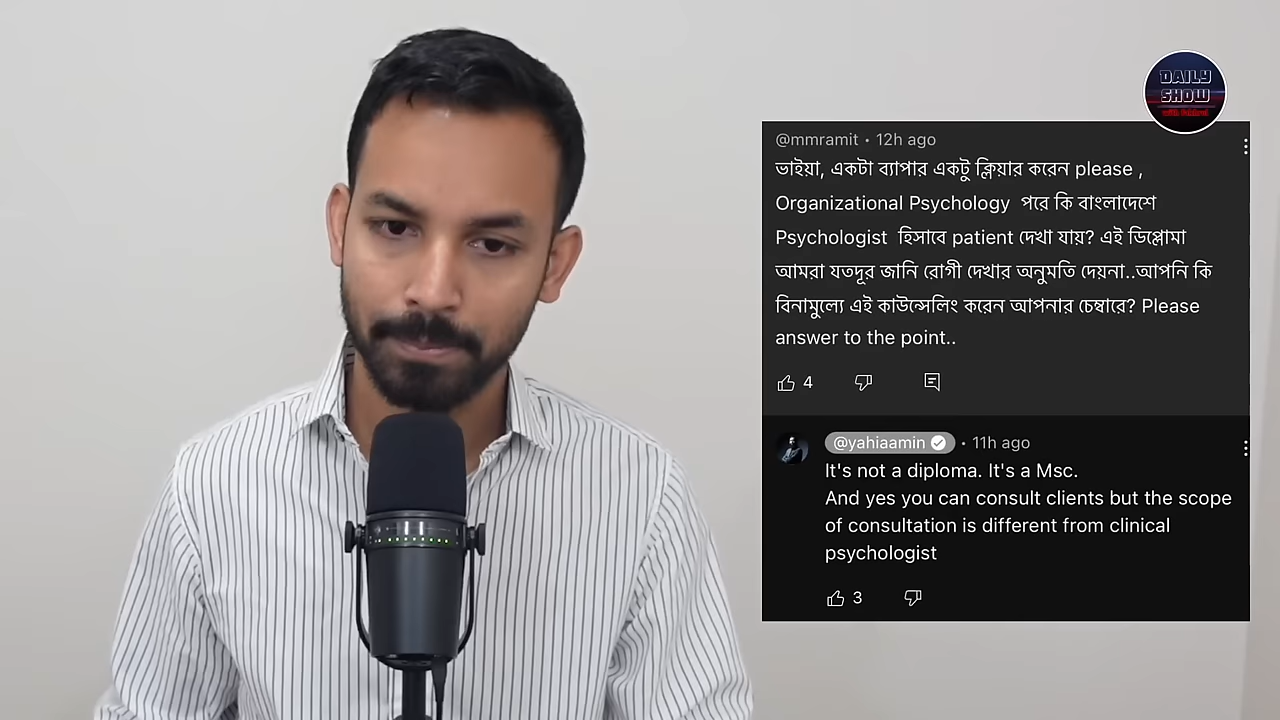 DAILY
SHOW
@mmramit • 12h ago
ভাইয়া, একটা ব্যাপার একটু ক্লিয়ার করেন please ,
Organizational Psychology পরে কি বাংলাদেশে
Psychologist হিসাবে patient দেখা যায়? এই ডিপ্লোমা
আমরা যতদূর জানি রোগী দেখার অনুমতি দেয়না..আপনি কি
বিনামুল্যে এই কাউন্সেলিং করেন আপনার চেম্বারে? Please
answer to the point..
4
@yahiaamin • 11h ago
It's not a diploma. It's a Msc.
And yes you can consult clients but the scope
of consultation is different from clinical
psychologist
3